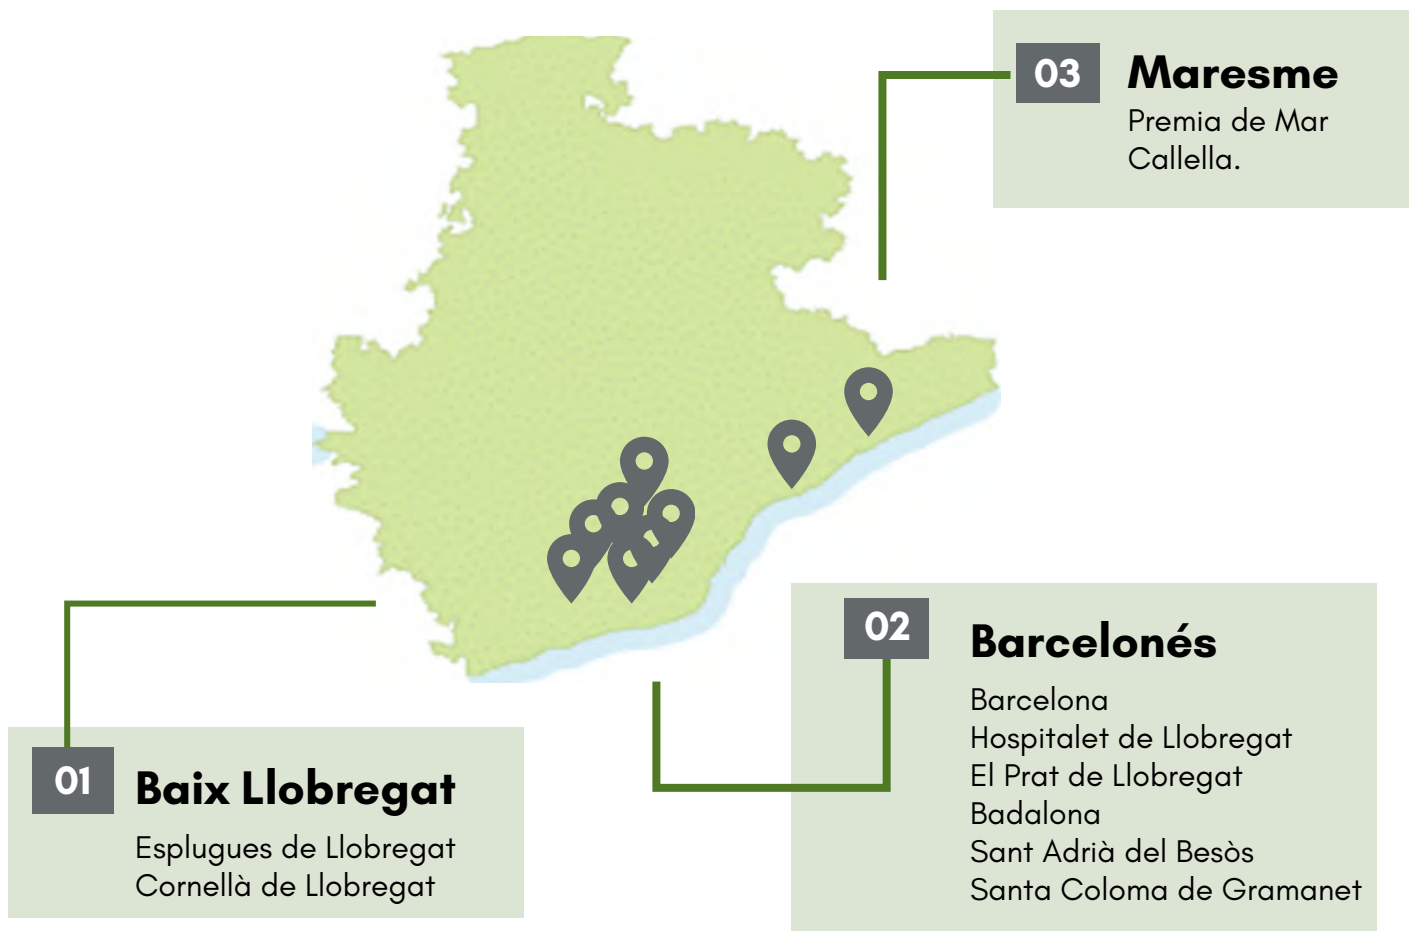 03
Maresme
Premia de Mar
Callella.
02
Barcelonés
Barcelona
Hospitalet de Llobregat
El Prat de Llobregat
Badalona
Sant Adrià del Besòs
Santa Coloma de Gramanet
01
Baix Llobregat
Esplugues de Llobregat
Cornellà de Llobregat